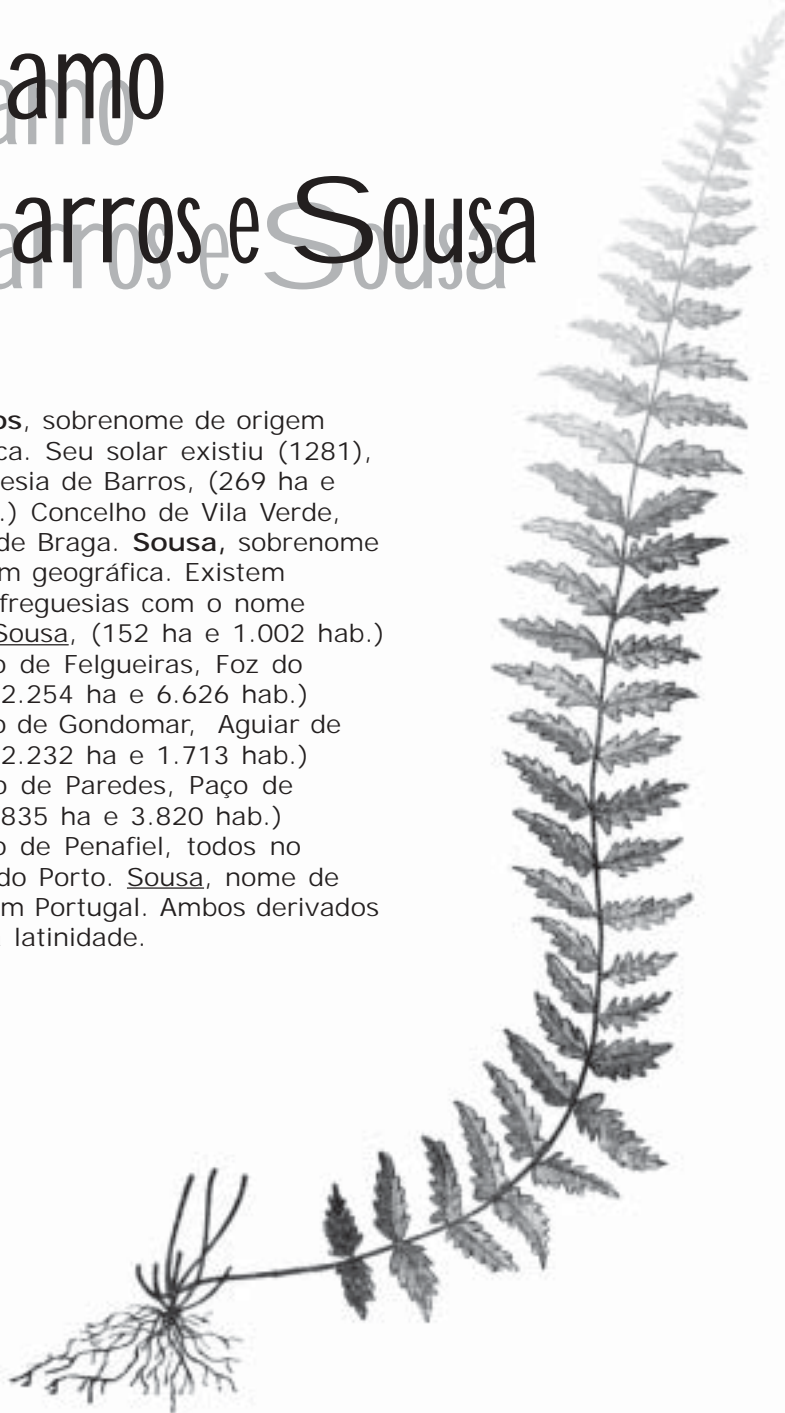 amo
arros e Sousa
os, sobrenome de origem
ca. Seu solar existiu (1281),
esia de Barros, (269 ha e
.) Concelho de Vila Verde,
de Braga. Sousa, sobrenome
m geográfica. Existem
freguesias com o nome
Sousa, (152 ha e 1.002 hab.)
o de Felgueiras, Foz do
2.254 ha e 6.626 hab.)
o de Gondomar, Aguiar de
2.232 ha e 1.713 hab.)
o de Paredes, Paço de
835 ha e 3.820 hab.)
o de Penafiel, todos no
do Porto. Sousa, nome de
m Portugal. Ambos derivados
latinidade.